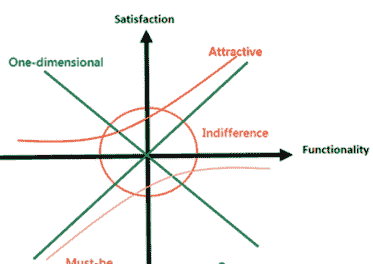 Satisfaction
Attractive
One-dimensional
Indifference
Functionality
Must-be